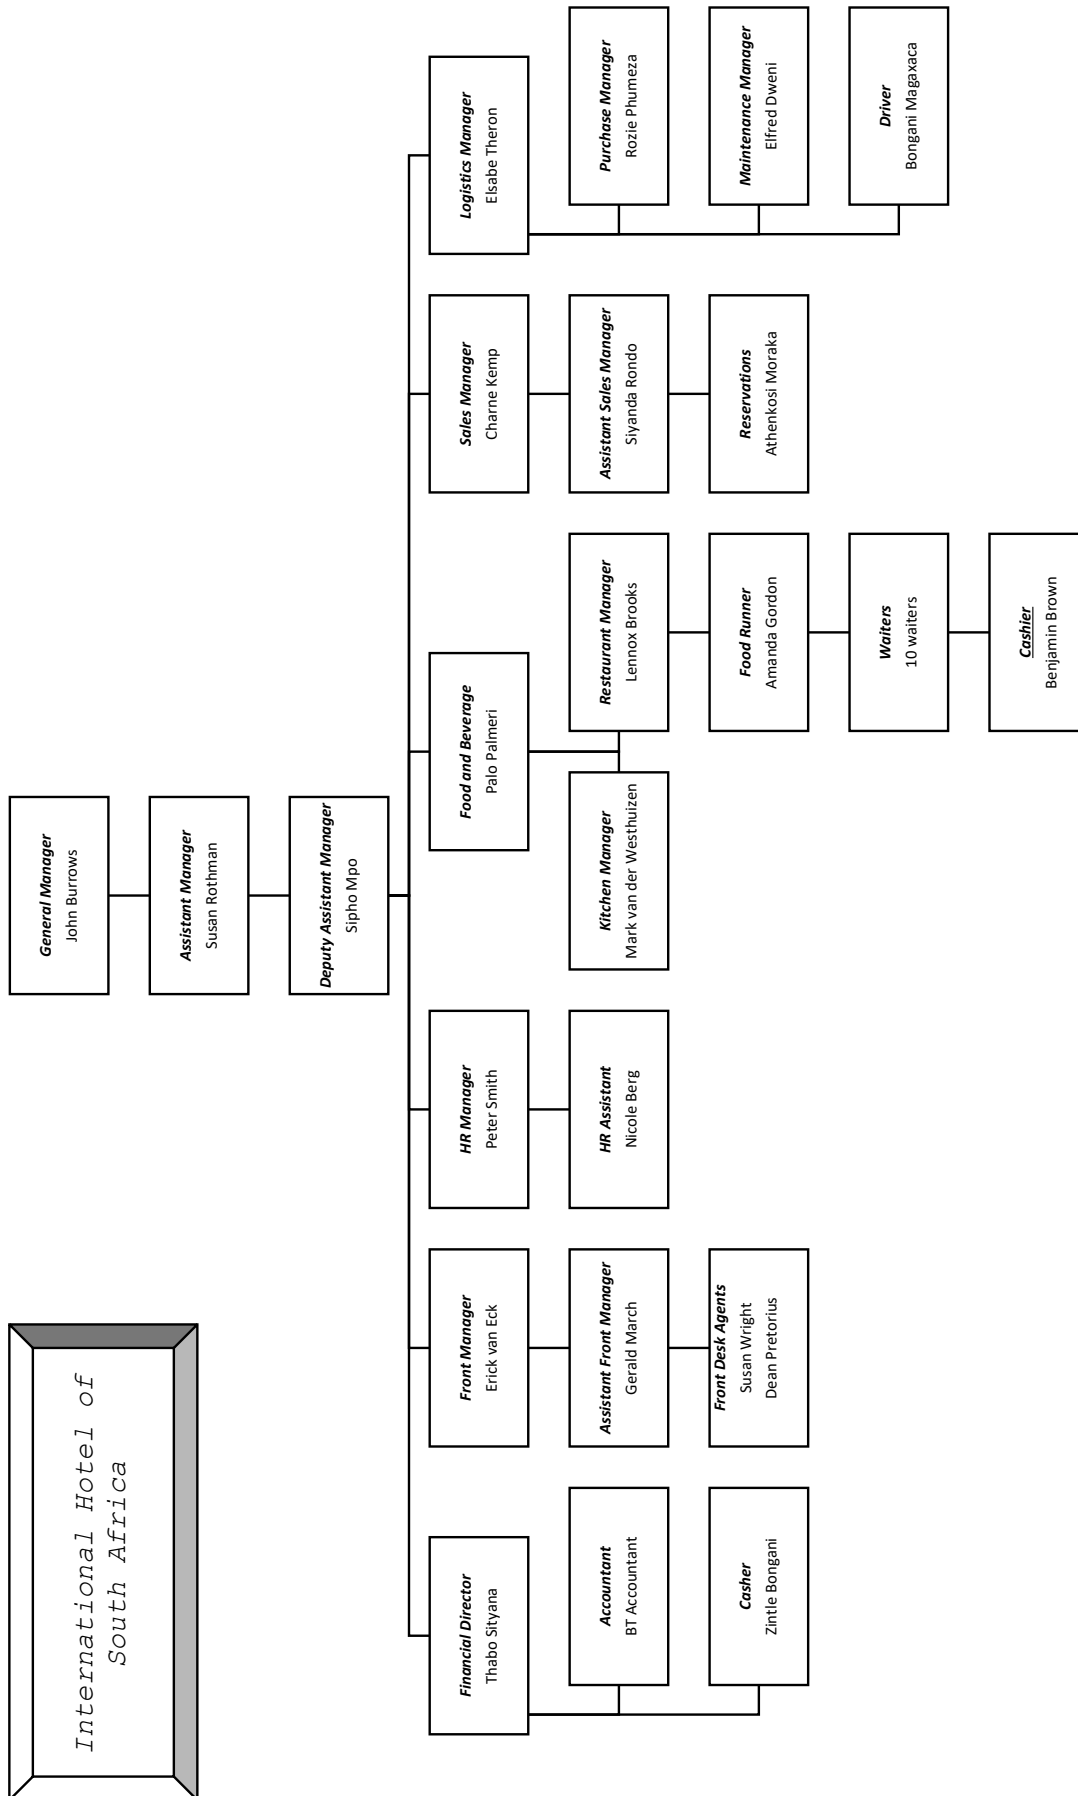 International Hotel of
South Africa
General Manager
John Burrows
Assistant Manager
Susan Rothman
Deputy Assistant Manager
Sipho Mpo
Financial Director
Thabo Sityana
Accountant
BT Accountant
Casher
Zintle Bongani
Front Manager
Erick van Eck
Assistant Front Manager
Gerald March
Front Desk Agents
Susan Wright
Dean Pretorius
HR Manager
Peter Smith
HR Assistant
Nicole Berg
Food and Beverage
Palo Palmeri
Kitchen Manager
Mark van der Westhuizen
Restaurant Manager
Lennox Brooks
Food Runner
Amanda Gordon
Waiters
10 waiters
Cashier
Benjamin Brown
Sales Manager
Charne Kemp
Assistant Sales Manager
Siyanda Rondo
Reservations
Athenkosi Moraka
Logistics Manager
Elsabe Theron
Purchase Manager
Rozie Phumeza
Maintenance Manager
Elfred Dweni
Driver
Bongani Magaxaca